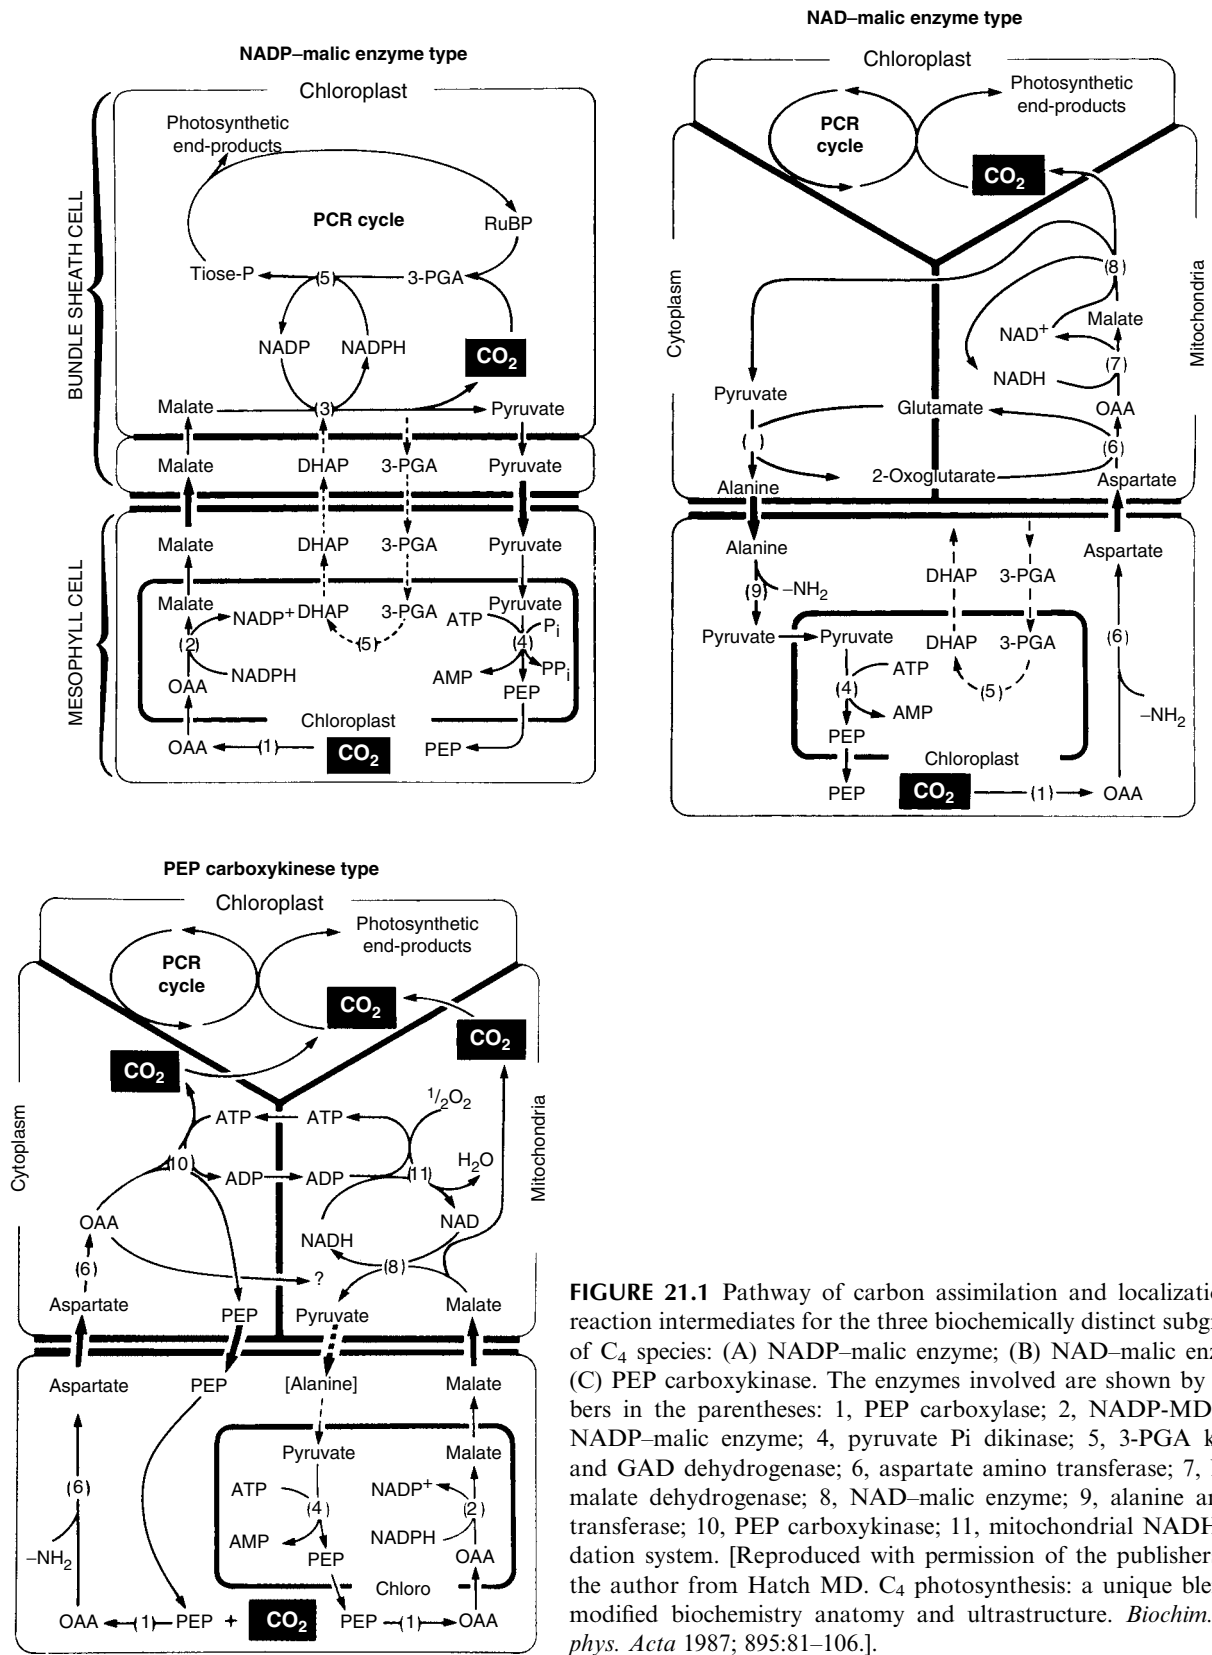 NADP–malic enzyme type
Chloroplast
Photosynthetic
end-products
PCR cycle
RuBP
Tiose-P
(5)
3-PGA
NADP
NADPH
CO2
Malate
(3)
Pyruvate
Malate
DHAP
3-PGA
Pyruvate
BUNDLE SHEATH CELL
Malate
DHAP
3-PGA
Pyruvate
Malate
NADP+
DHAP
3-PGA
Pyruvate
ATP
Pi
(2)
(5)
(4)
NADPH
AMP
PPi
OAA
PEP
Chloroplast
OAA
(1)
CO2
PEP
MESOPHYLL CELL
NAD–malic enzyme type
Chloroplast
Photosynthetic
end-products
PCR
cycle
CO2
Cytoplasm
Mitochondria
(8)
Malate
NAD+
(7)
NADH
Pyruvate
Glutamate
OAA
( )
(6)
2-Oxoglutarate
Alanine
Aspartate
Alanine
Aspartate
DHAP
3-PGA
(9)
–NH2
Pyruvate
Pyruvate
DHAP
3-PGA
(6)
ATP
(4)
(5)
AMP
–NH2
PEP
Chloroplast
PEP
CO2
(1)
OAA
PEP carboxykinese type
Chloroplast
Photosynthetic
end-products
PCR
cycle
CO2
CO2
CO2
Cytoplasm
Mitochondria
ATP
ATP
1/2O2
(10)
ADP
ADP
(11)
H2O
OAA
NADH
NAD
(6)
?
(8)
Aspartate
PEP
Pyruvate
Malate
Aspartate
PEP
[Alanine]
Malate
Pyruvate
Malate
(6)
ATP
NADP+
(4)
(2)
AMP
NADPH
–NH2
PEP
OAA
Chloro
OAA
(1)
PEP
+
CO2
PEP
(1)
OAA
FIGURE 21.1 Pathway of carbon assimilation and localizatio
reaction intermediates for the three biochemically distinct subg
of C4 species: (A) NADP–malic enzyme; (B) NAD–malic enz
(C) PEP carboxykinase. The enzymes involved are shown by
bers in the parentheses: 1, PEP carboxylase; 2, NADP-MD
NADP–malic enzyme; 4, pyruvate Pi dikinase; 5, 3-PGA k
and GAD dehydrogenase; 6, aspartate amino transferase; 7,
malate dehydrogenase; 8, NAD–malic enzyme; 9, alanine a
transferase; 10, PEP carboxykinase; 11, mitochondrial NADH
dation system. [Reproduced with permission of the publisher
the author from Hatch MD. C4 photosynthesis: a unique ble
modified biochemistry anatomy and ultrastructure. Biochim.
phys. Acta 1987; 895:81–106.].